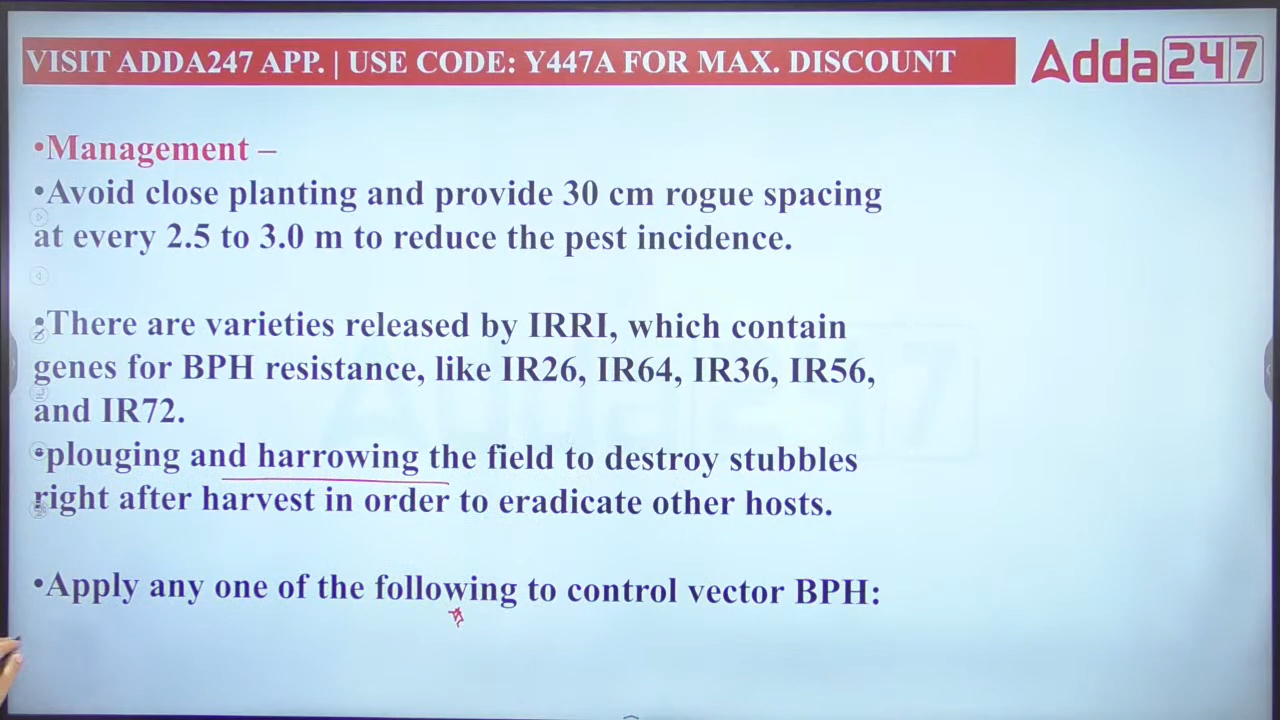 VISIT ADDA247 APP. | USE CODE: Y447A FOR MAX. DISCOUNT
Adda247
•Management –
•Avoid close planting and provide 30 cm rogue spacing
at every 2.5 to 3.0 m to reduce the pest incidence.
•There are varieties released by IRRI, which contain
genes for BPH resistance, like IR26, IR64, IR36, IR56,
and IR72.
•plouging and harrowing the field to destroy stubbles
right after harvest in order to eradicate other hosts.
•Apply any one of the following to control vector BPH: